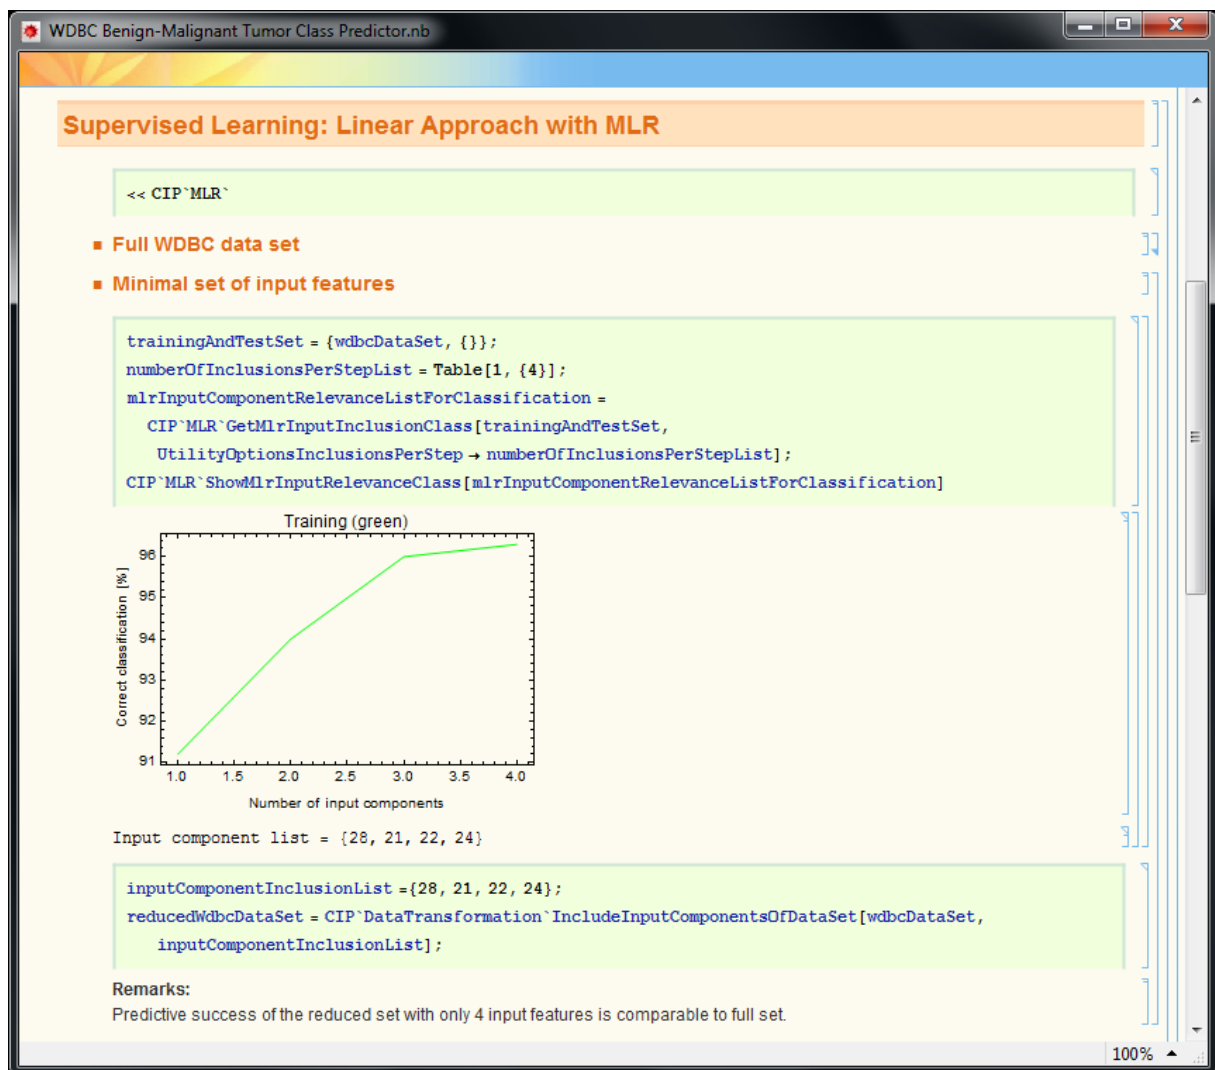 WDBC Benign-Malignant Tumor Class Predictor.nb
Supervised Learning: Linear Approach with MLR
<< CIP`MLR`
Full WDBC data set
Minimal set of input features
trainingAndTestSet = {wdbcDataSet, {}};
numberOfInclusionsPerStepList = Table[1, {4}];
mlrInputComponentRelevanceListForClassification =
CIP`MLR`GetMlrInputInclusionClass[trainingAndTestSet,
UtilityOptionsInclusionsPerStep → numberOfInclusionsPerStepList];
CIP`MLR`ShowMlrInputRelevanceClass[mlrInputComponentRelevanceListForClassification]
Training (green)
Correct classification [%]
96
95
94
93
92
91
1.0 1.5 2.0 2.5 3.0 3.5 4.0
Number of input components
Input component list = {28, 21, 22, 24}
inputComponentInclusionList ={28, 21, 22, 24};
reducedWdbcDataSet = CIP`DataTransformation`IncludeInputComponentsOfDataSet[wdbcDataSet,
inputComponentInclusionList];
Remarks:
Predictive success of the reduced set with only 4 input features is comparable to full set.
100%